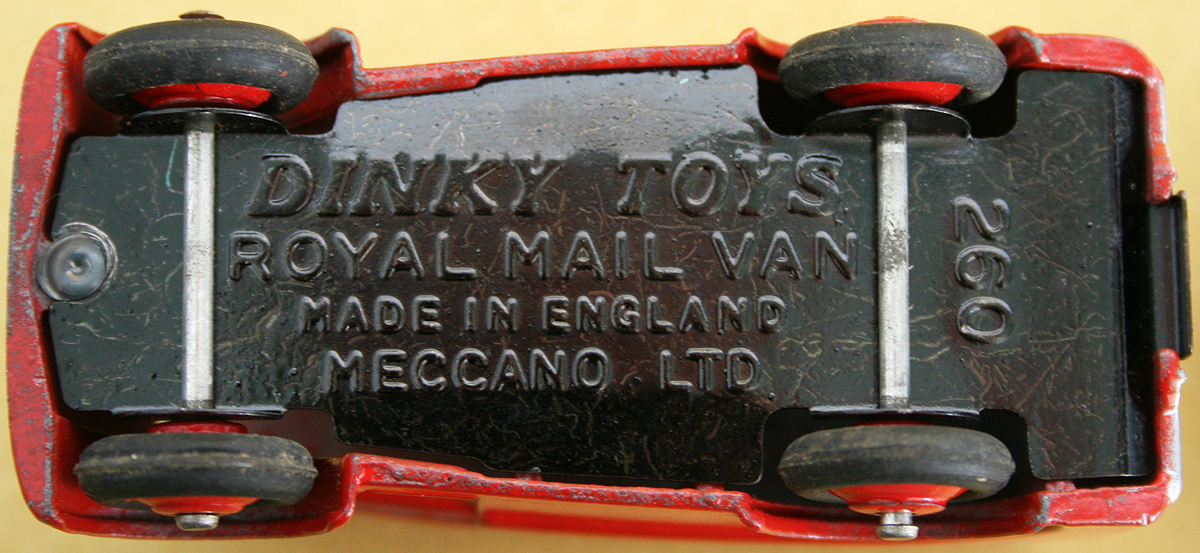 DINKY TOYS
ROYAL MAIL VAN
MADE IN ENGLAND
MECCANO LTD
260